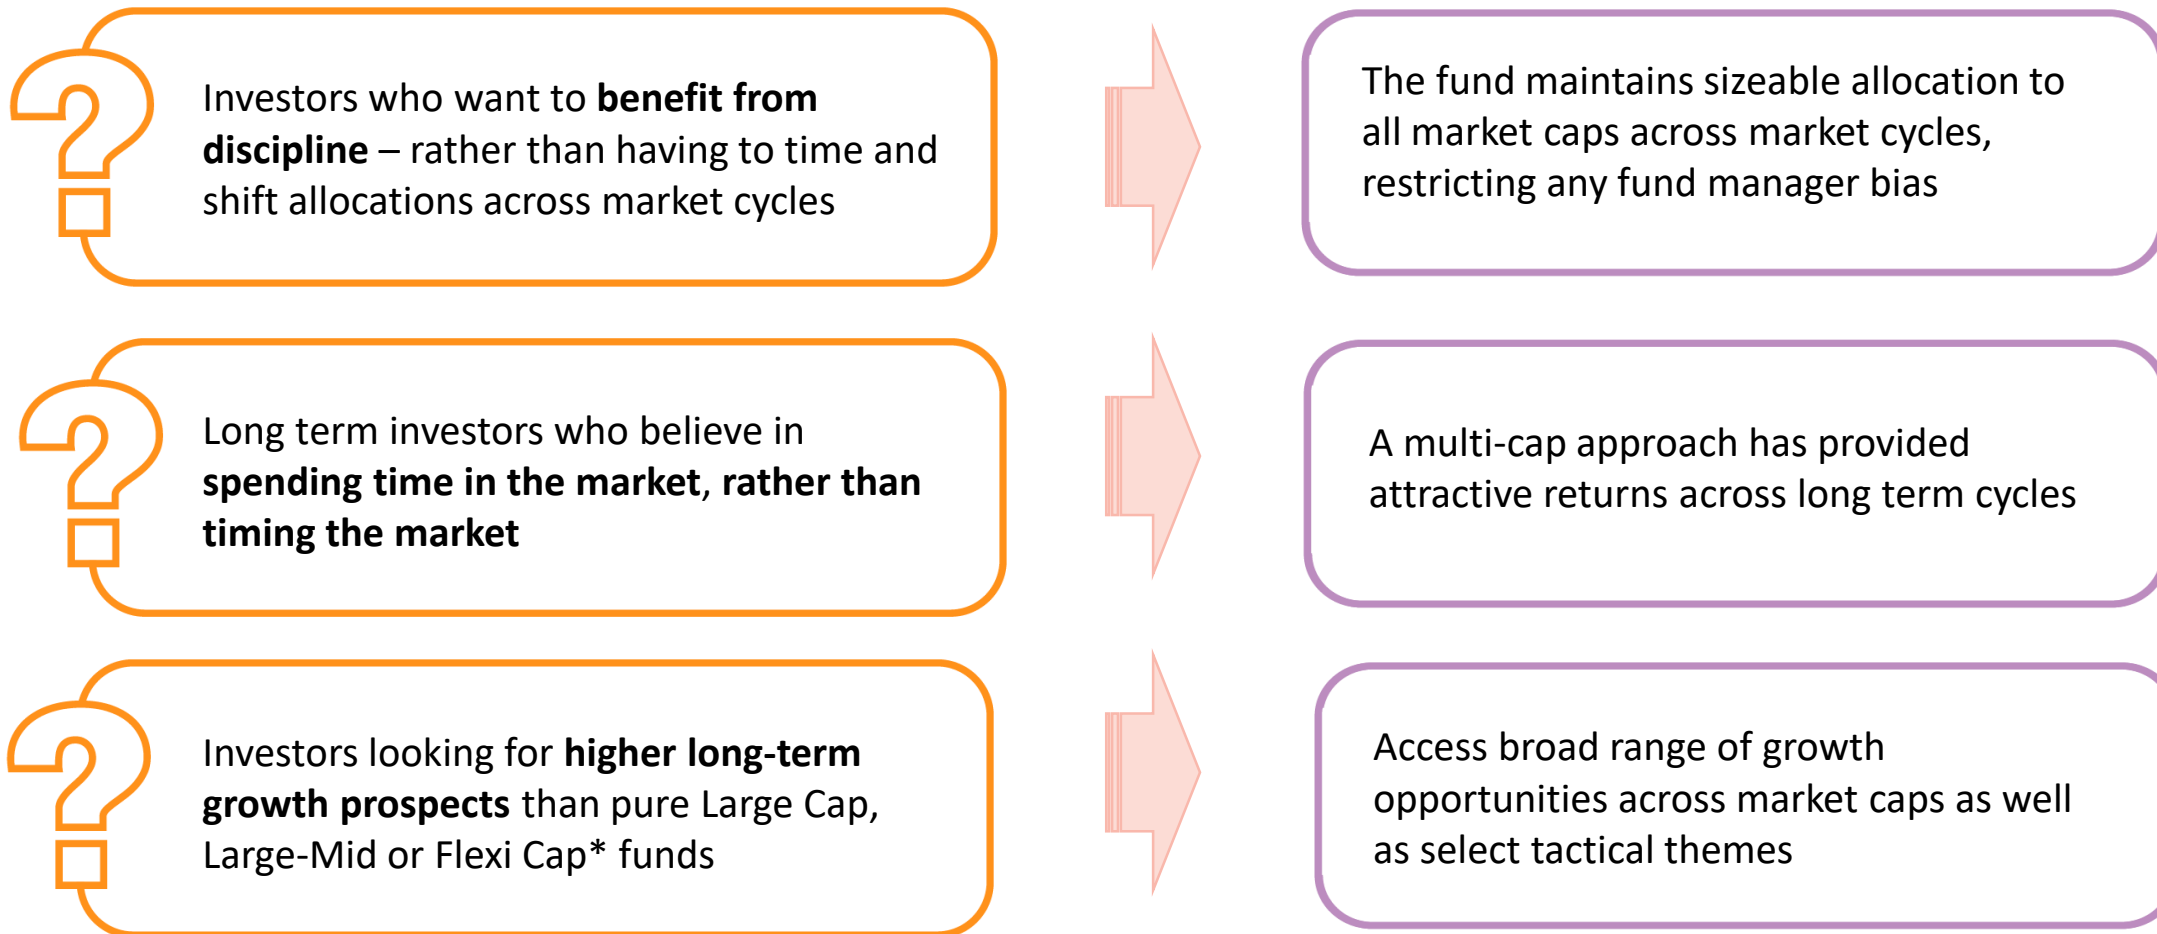 Investors who want to benefit from
discipline – rather than having to time and
shift allocations across market cycles
The fund maintains sizeable allocation to
all market caps across market cycles,
restricting any fund manager bias
Long term investors who believe in
spending time in the market, rather than
timing the market
A multi-cap approach has provided
attractive returns across long term cycles
Investors looking for higher long-term
growth prospects than pure Large Cap,
Large-Mid or Flexi Cap* funds
Access broad range of growth
opportunities across market caps as well
as select tactical themes